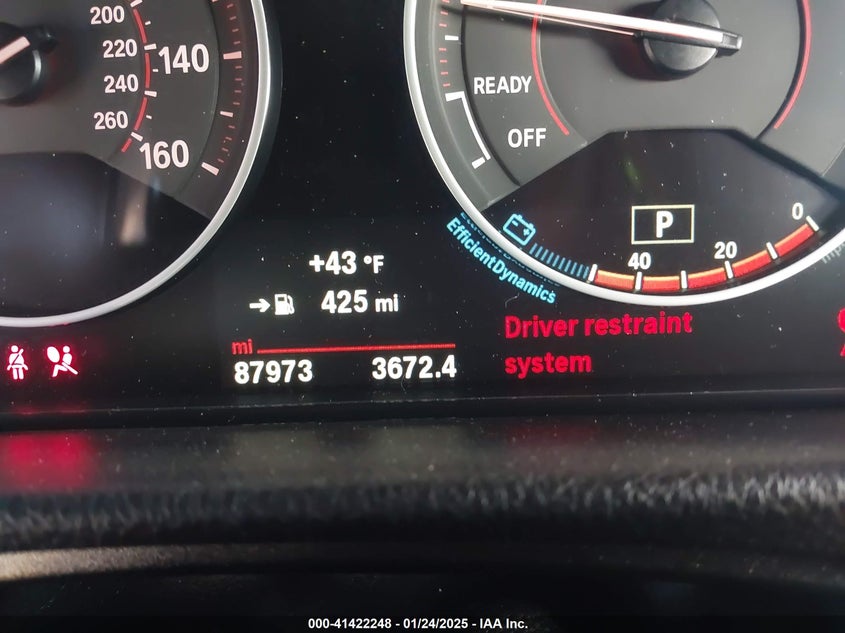 200
220
240
260
140
160
READY
OFF
P
40
20
0
EfficientDynamics
+43 °F
425 mi
mi
87973 3672.4
Driver restraint
system
000-41422248 - 01/24/2025 - IAA Inc.